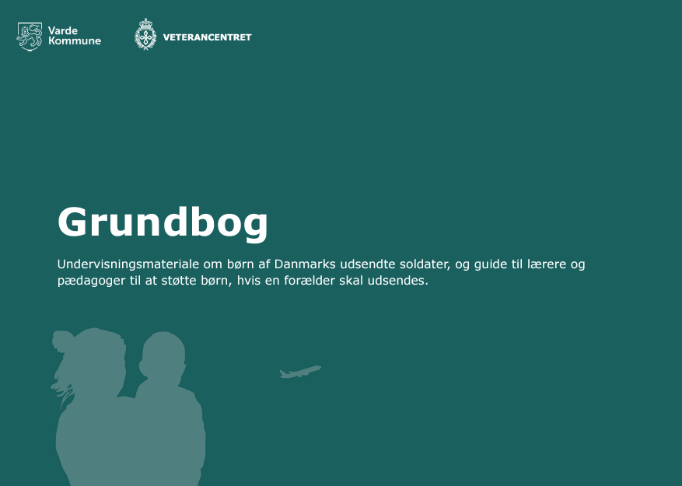 Varde
Kommune
VETERANCENTRET
Grundbog
Undervisningsmateriale om børn af Danmarks udsendte soldater, og guide til lærere og
pædagoger til at støtte børn, hvis en forælder skal udsendes.